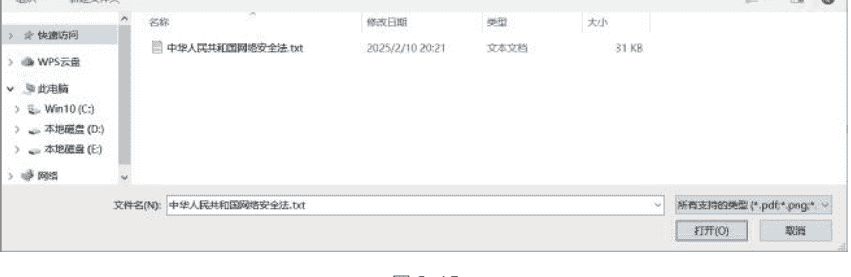 名称 修改日期 类型 大小
快速访问
中华人民共和国网络安全法.txt 2025/2/10 20:21 文本文档 31 KB
WPS云盘
此电脑
Win10 (C:)
本地磁盘 (D:)
本地磁盘 (E:)
网络
文件名(N): 中华人民共和国网络安全法.txt 所有支持的类型 (*.pdf;*.png;*.
打开(O) 取消